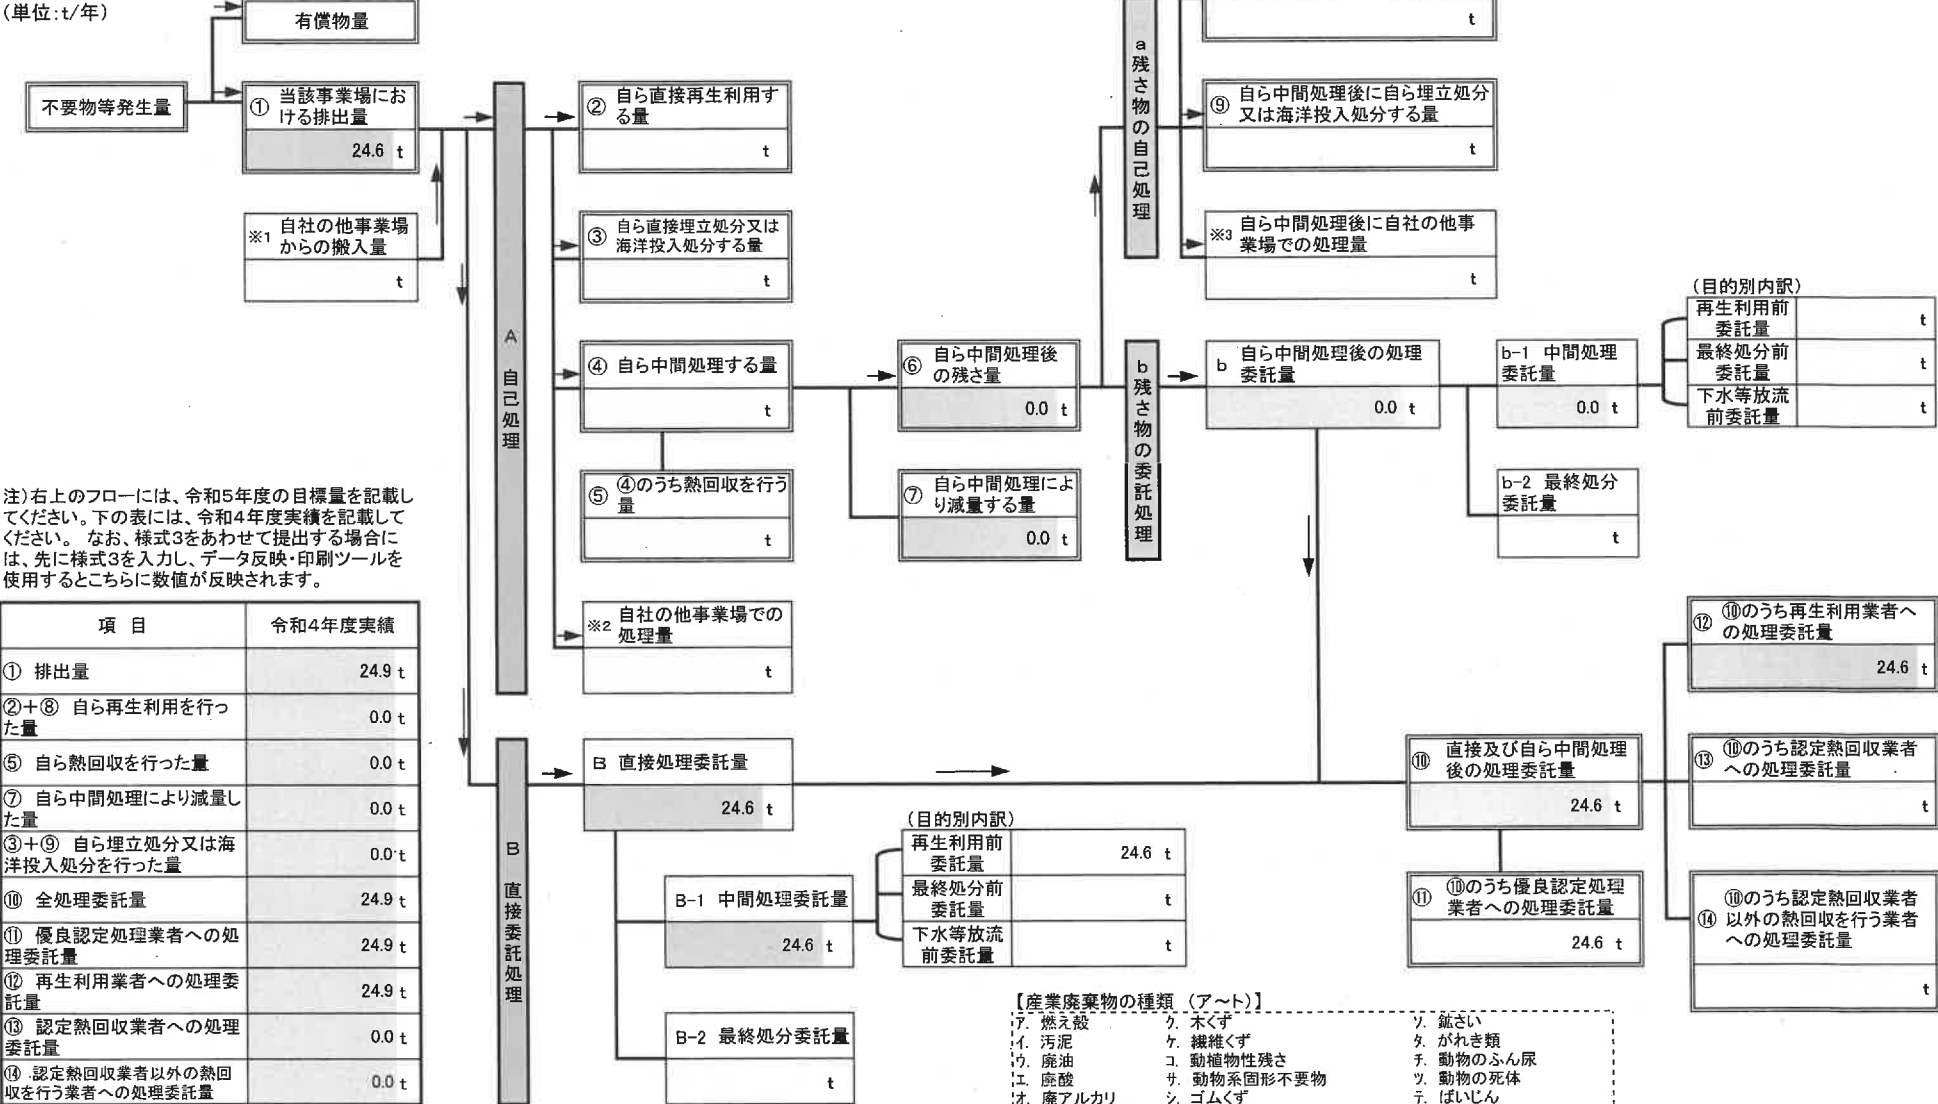 (単位:t/年)
有償物量
不要物等発生量
① 当該事業場にお
ける排出量
24.6 t
※1 自社の他事業場
からの搬入量
t
A 自己処理
② 自ら直接再生利用す
る量
t
③ 自ら直接埋立処分又は
海洋投入処分する量
t
④ 自ら中間処理する量
t
⑤ ④のうち熱回収を行う
量
t
※2 自社の他事業場での
処理量
t
⑥ 自ら中間処理後
の残さ量
0.0 t
⑦ 自ら中間処理によ
り減量する量
0.0 t
a 残さ物の自己処理
t
⑨ 自ら中間処理後に自ら埋立処分
又は海洋投入処分する量
t
※3 自ら中間処理後に自社の他事
業場での処理量
t
b 残さ物の委託処理
b 自ら中間処理後の処理
委託量
0.0 t
b-1 中間処理
委託量
0.0 t
(目的別内訳)
再生利用前
委託量
t
最終処分前
委託量
t
下水等放流
前委託量
t
b-2 最終処分
委託量
t
注)右上のフローには、令和5年度の目標量を記載し
てください。下の表には、令和4年度実績を記載して
ください。 なお、様式3をあわせて提出する場合に
は、先に様式3を入力し、データ反映・印刷ツールを
使用するとこちらに数値が反映されます。
項 目 令和4年度実績
① 排出量 24.9 t
②+⑧ 自ら再生利用を行っ
た量 0.0 t
⑤ 自ら熱回収を行った量 0.0 t
⑦ 自ら中間処理により減量し
た量 0.0 t
③+⑨ 自ら埋立処分又は海
洋投入処分を行った量 0.0 t
⑩ 全処理委託量 24.9 t
⑪ 優良認定処理業者への処
理委託量 24.9 t
⑫ 再生利用業者への処理委
託量 24.9 t
⑬ 認定熱回収業者への処理
委託量 0.0 t
⑭ 認定熱回収業者以外の熱回
収を行う業者への処理委託量 0.0 t
B 直接委託処理
B 直接処理委託量
24.6 t
B-1 中間処理委託量
24.6 t
(目的別内訳)
再生利用前
委託量
24.6 t
最終処分前
委託量
t
下水等放流
前委託量
t
B-2 最終処分委託量
t
⑩ 直接及び自ら中間処理
後の処理委託量
24.6 t
⑪ ⑩のうち優良認定処理
業者への処理委託量
24.6 t
⑫ ⑩のうち再生利用業者へ
の処理委託量
24.6 t
⑬ ⑩のうち認定熱回収業者
への処理委託量
t
⑭ ⑩のうち認定熱回収業者
以外の熱回収を行う業者
への処理委託量
t
【産業廃棄物の種類 (ア～ト)】
ア. 燃え殻 ク. 木くず ソ. 鉱さい
イ. 汚泥 ケ. 繊維くず タ. がれき類
ウ. 廃油 コ. 動植物性残さ チ. 動物のふん尿
エ. 廃酸 サ. 動物系固形不要物 ツ. 動物の死体
オ. 廃アルカリ シ. ゴムくず テ. ばいじん